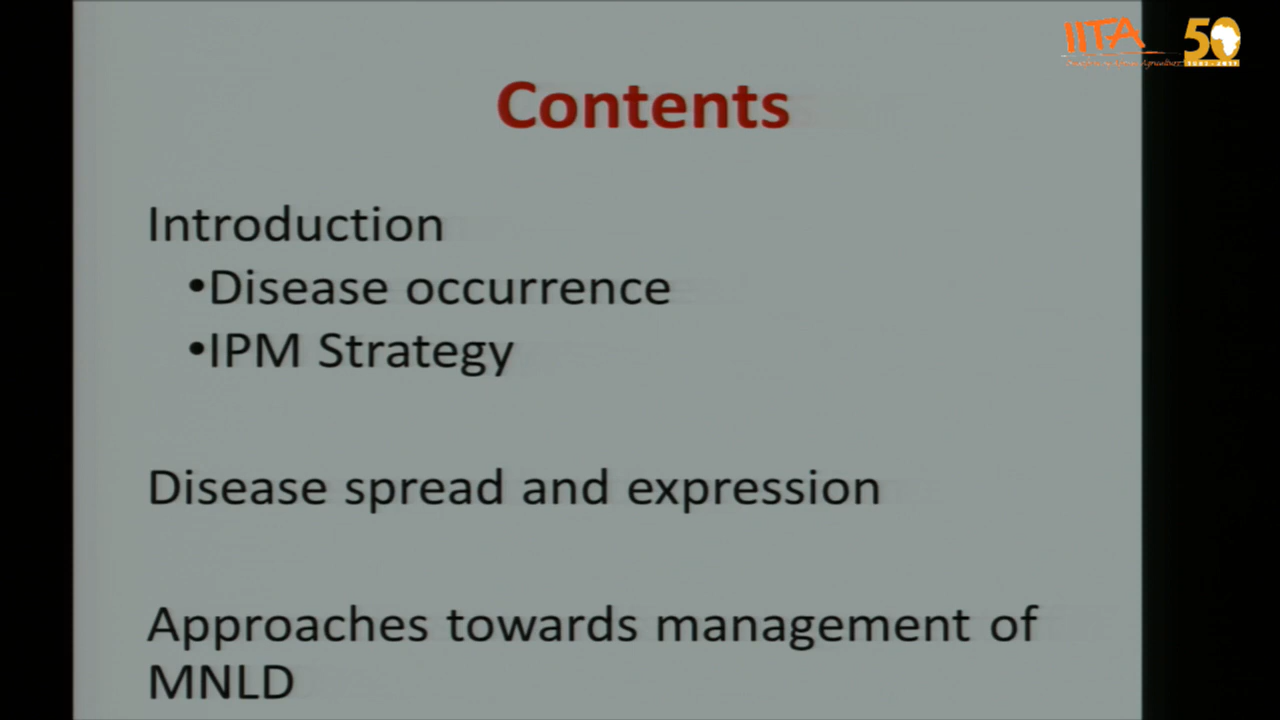 IITA 50
Contents
Introduction
•Disease occurrence
•IPM Strategy
Disease spread and expression
Approaches towards management of
MNLD